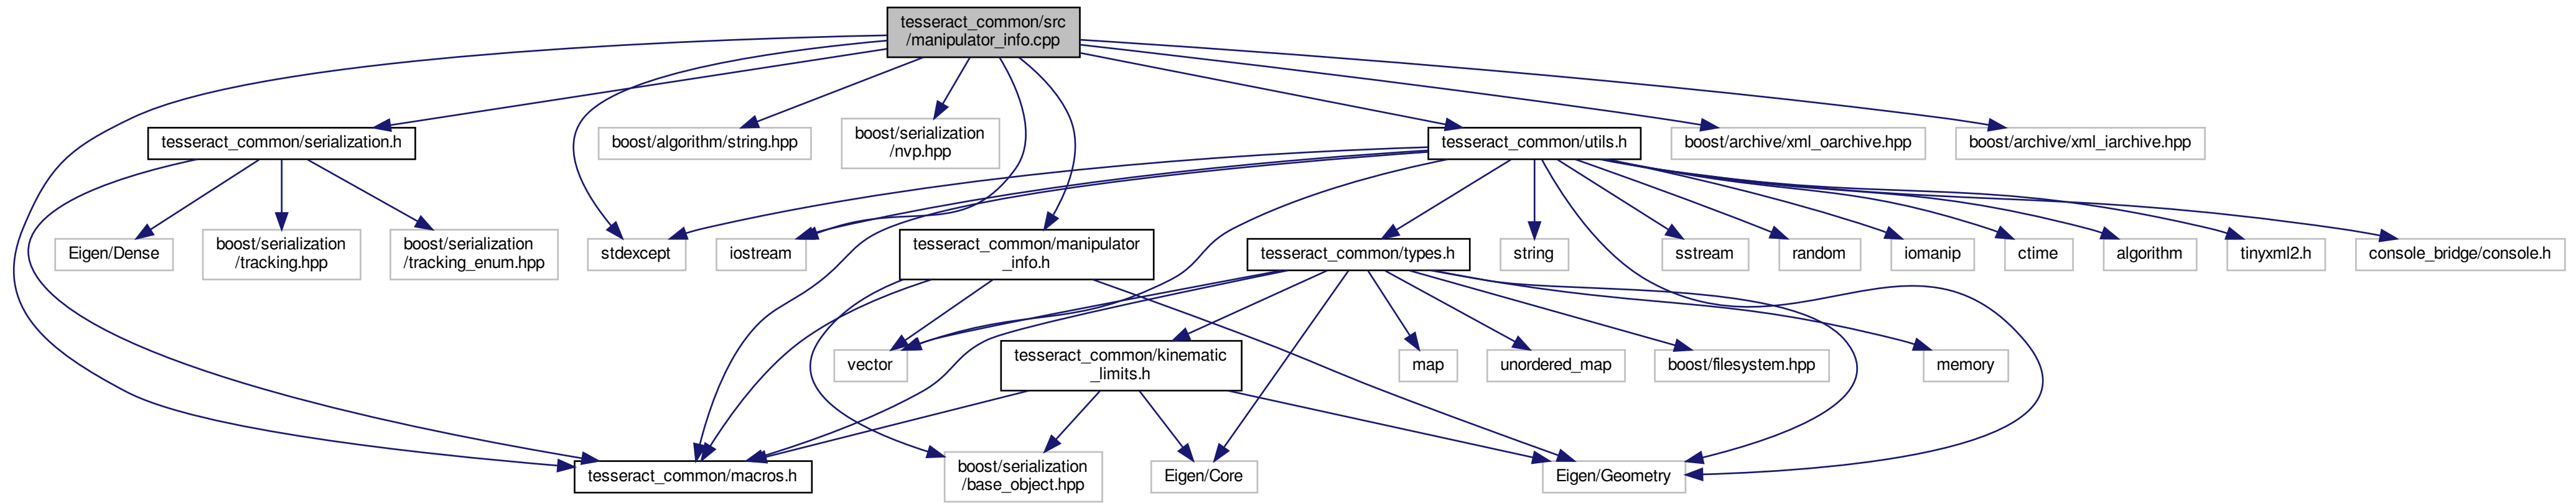 tesseract_common/src
/manipulator_info.cpp
tesseract_common/serialization.h
boost/algorithm/string.hpp
boost/serialization
/nvp.hpp
tesseract_common/utils.h
boost/archive/xml_oarchive.hpp
boost/archive/xml_iarchive.hpp
Eigen/Dense
boost/serialization
/tracking.hpp
boost/serialization
/tracking_enum.hpp
stdexcept
iostream
tesseract_common/manipulator
_info.h
tesseract_common/types.h
string
sstream
random
iomanip
ctime
algorithm
tinyxml2.h
console_bridge/console.h
vector
tesseract_common/kinematic
_limits.h
map
unordered_map
boost/filesystem.hpp
memory
tesseract_common/macros.h
boost/serialization
/base_object.hpp
Eigen/Core
Eigen/Geometry